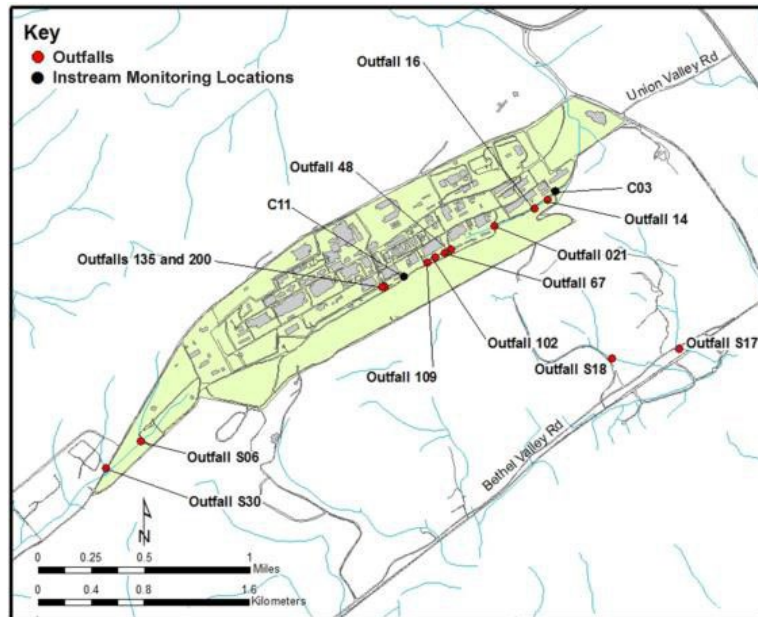 Key
Outfalls
Instream Monitoring Locations
Outfall 16
Union Valley Rd
Outfall 48
C11
C03
Outfall 14
Outfalls 135 and 200
Outfall 021
Outfall 67
Outfall 102
Outfall S17
Outfall S18
Outfall 109
Bethel Valley Rd
Outfall S06
Outfall S30
N
0 0.25 0.5 1
Miles
0 0.4 0.8 1.6
Kilometers